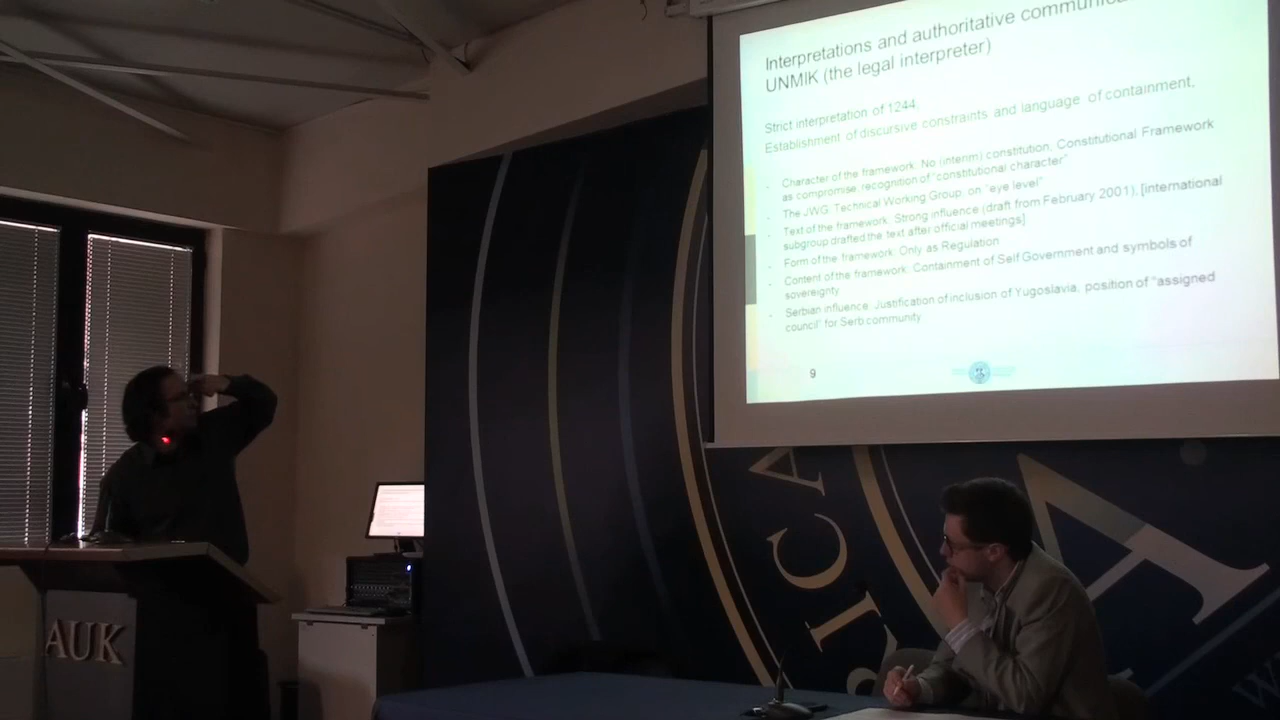 Interpretations and authoritative
UNMIK (the legal interpreter)
Strict interpretation of 1244,
Establishment of discursive constraints and language of containment,
- Character of the framework: No (interim) constitution, Constitutional Framework
as compromise, recognition of "constitutional character"
- The JWG: Technical Working Group, on "eye level"
- Text of the framework: Strong influence (draft from February 2001), [international
subgroup drafted the text after official meetings]
- Form of the framework: Only as Regulation
- Content of the framework: Containment of Self Government and symbols of
sovereignty
- Serbian influence: Justification of inclusion of Yugoslavia, position of "assigned
council" for Serb community
9
AUK